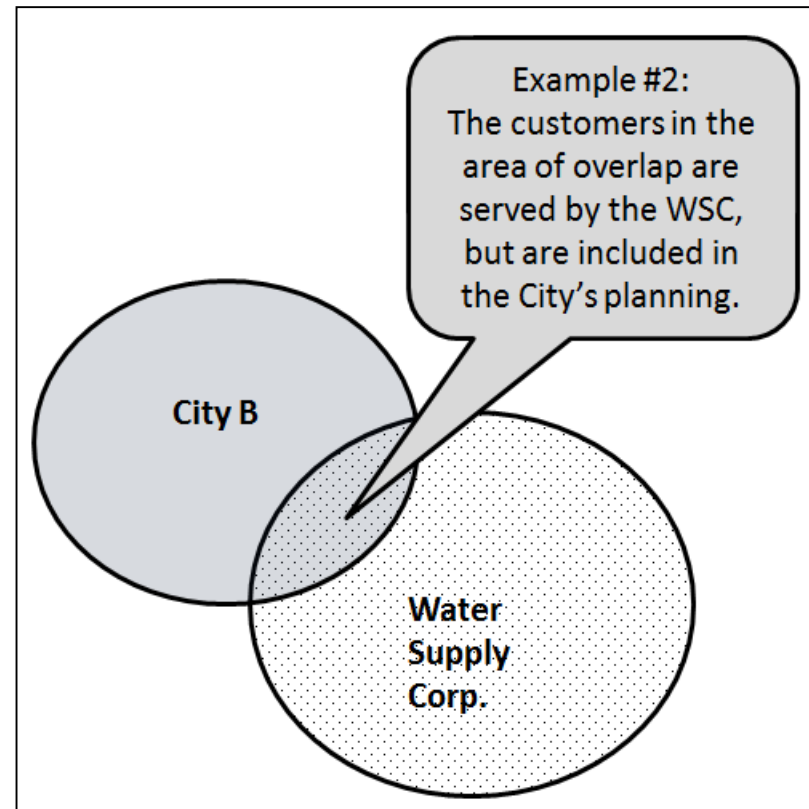 Example #2:
The customers in the
area of overlap are
served by the WSC,
but are included in
the City’s planning.
City B
Water
Supply
Corp.